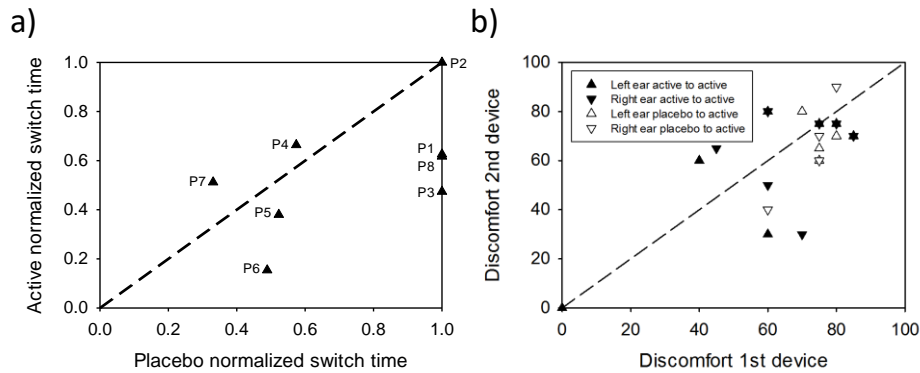 a)
Active normalized switch time
1.0
0.8
0.6
0.4
0.2
0.0
P2
P4
P1
P8
P7
P3
P5
P6
0.0 0.2 0.4 0.6 0.8 1.0
Placebo normalized switch time
b)
Discomfort 2nd device
100
80
60
40
20
0
Left ear active to active
Right ear active to active
Left ear placebo to active
Right ear placebo to active
0 20 40 60 80 100
Discomfort 1st device